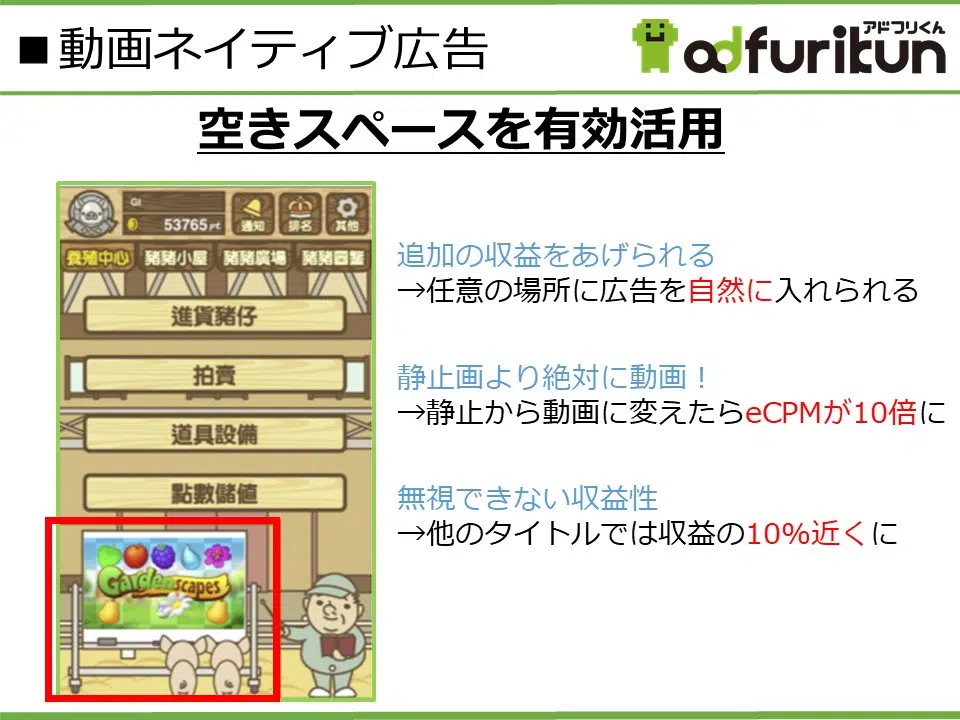 ■動画ネイティブ広告
アドフリくん
adfurikun
空きスペースを有効活用
GI
53765pt
通知
排名
其他
養殖中心
豬豬小屋
豬豬廣場
豬豬圖鑑
進貨豬仔
拍賣
道具設備
點數儲値
Gardenscapes
追加の収益をあげられる
→任意の場所に広告を自然に入れられる
静止画より絶対に動画！
→静止から動画に変えたらeCPMが10倍に
無視できない収益性
→他のタイトルでは収益の10%近くに